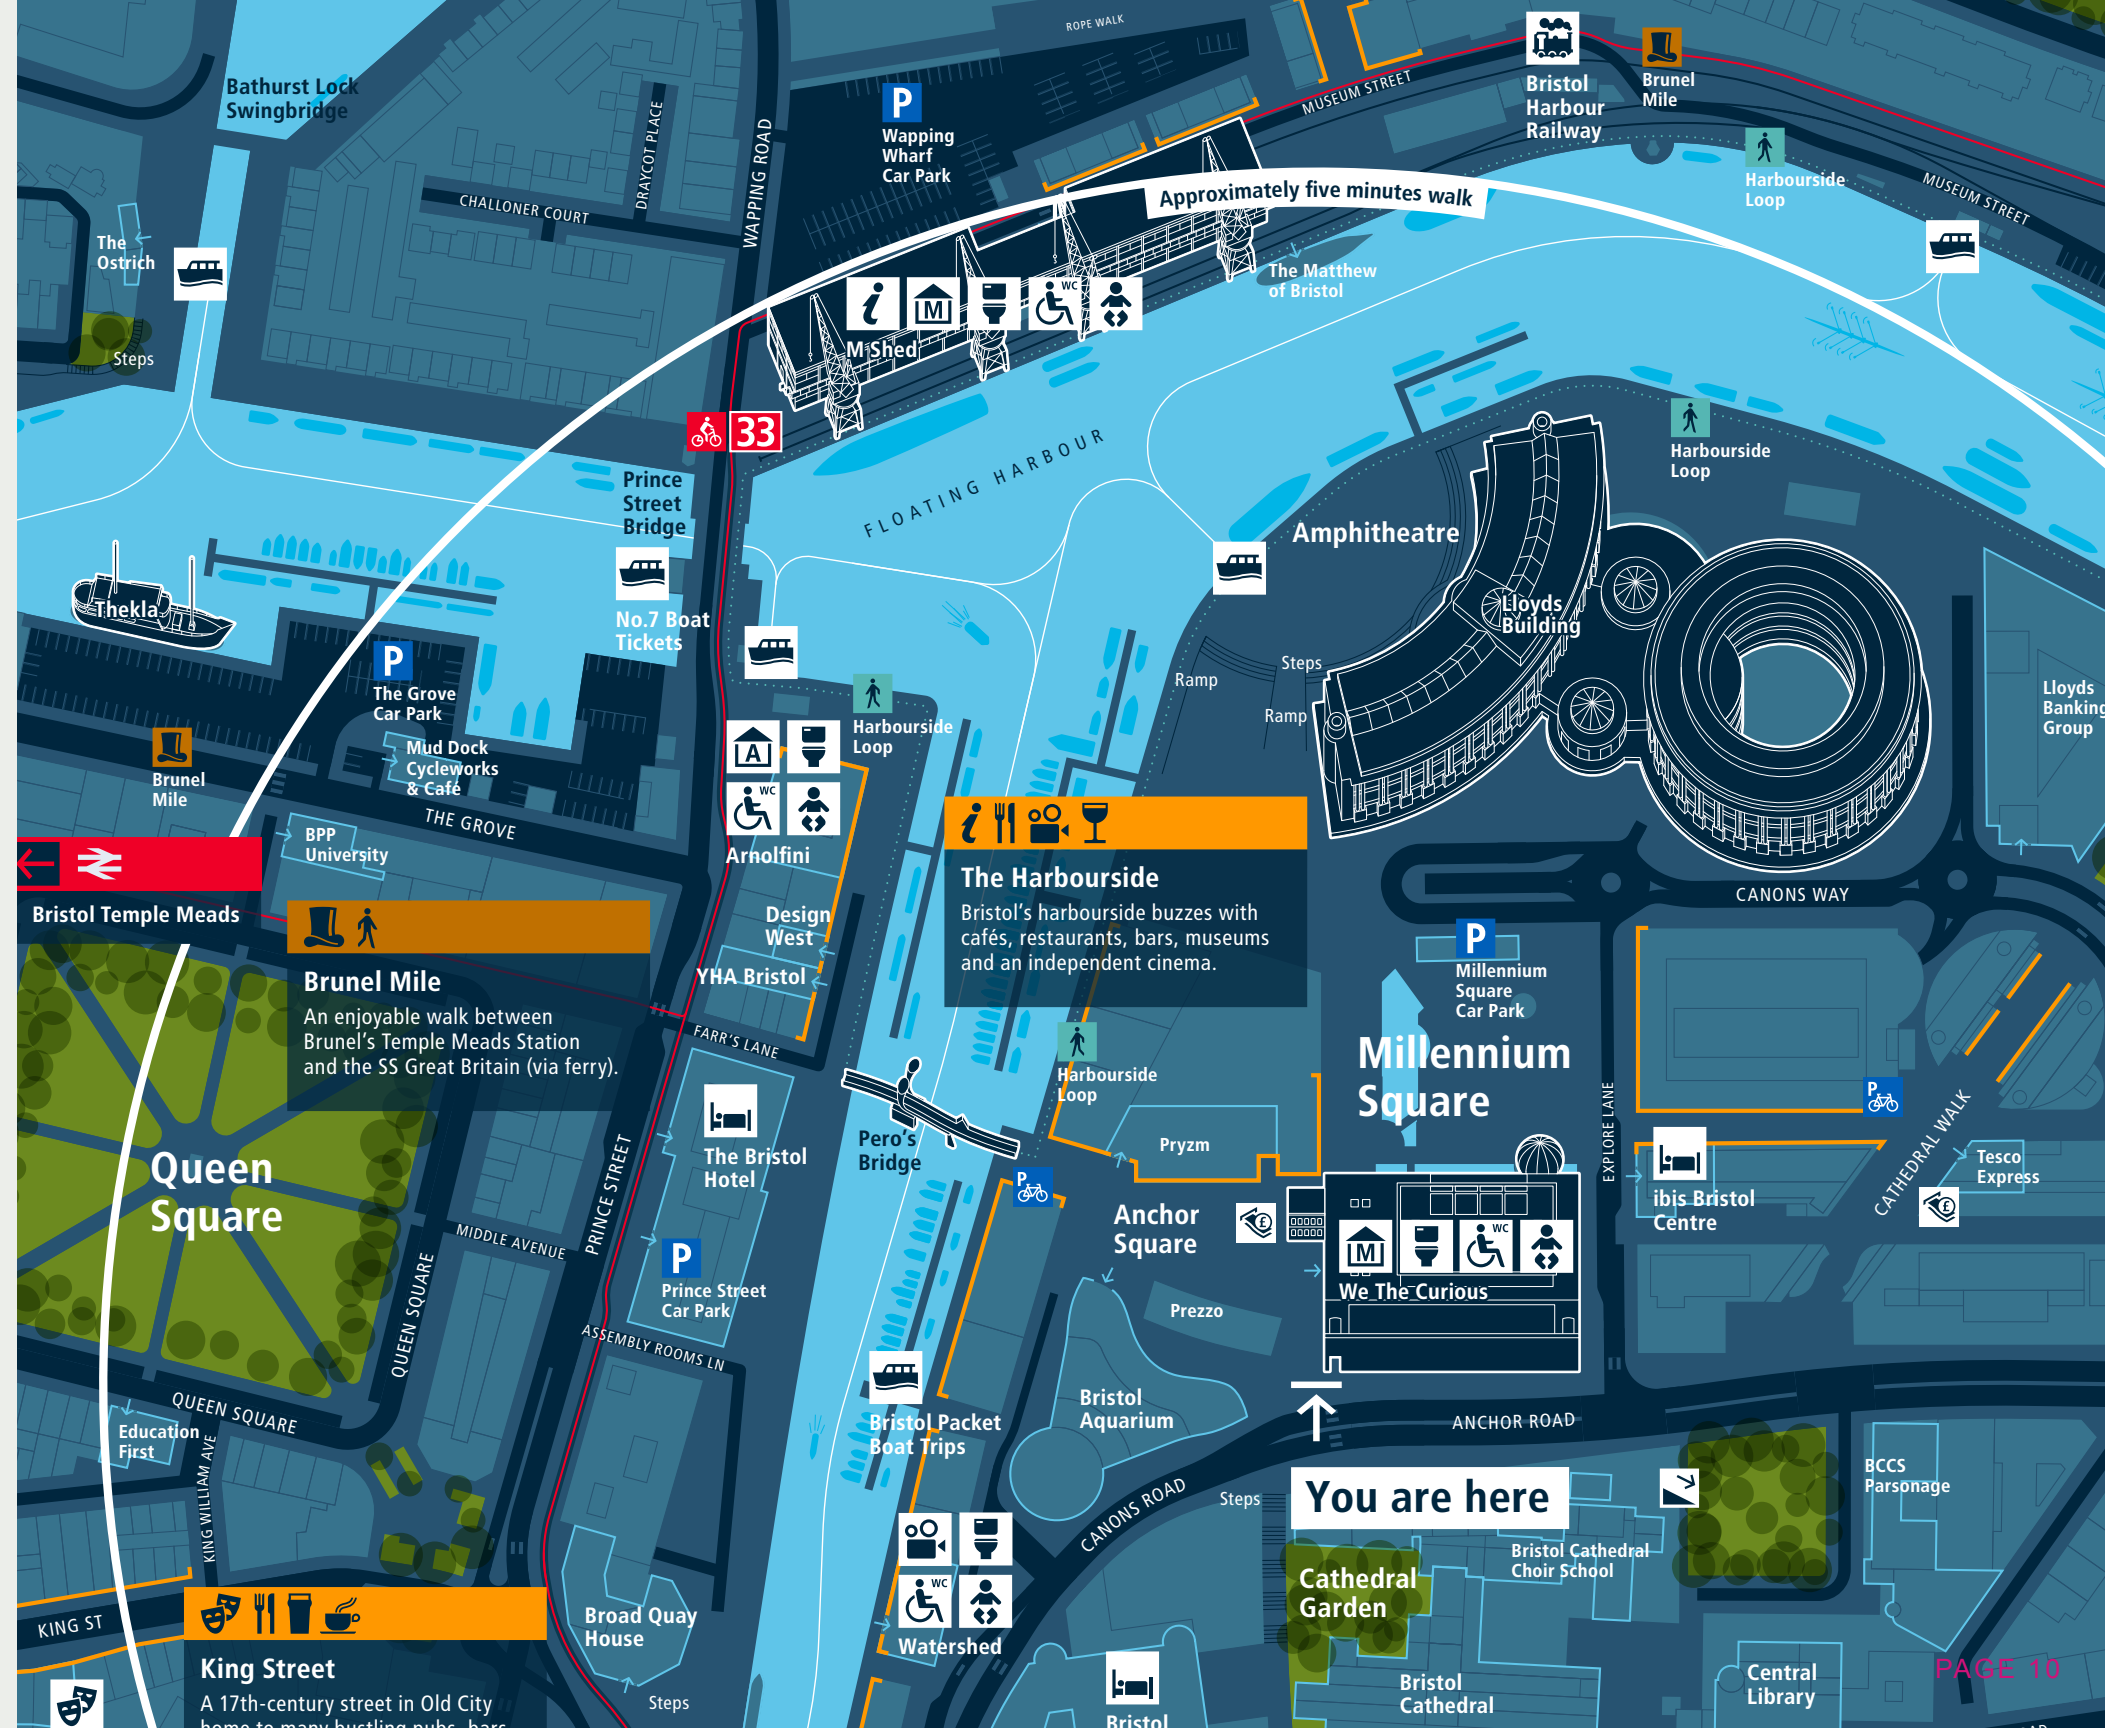 ROPE WALK
Bathurst Lock
Swingbridge
DRAYCOT PLACE
WAPPING ROAD
P
Wapping
Wharf
Car Park
MUSEUM STREET
Bristol
Harbour
Railway
Brunel
Mile
Harbourside
Loop
MUSEUM STREET
CHALLONER COURT
Approximately five minutes walk
The
Ostrich
Steps
The Matthew
of Bristol
i
M
WC
M Shed
33
FLOATING HARBOUR
Harbourside
Loop
Prince
Street
Bridge
No.7 Boat
Tickets
Amphitheatre
Lloyds
Building
Thekla
P
The Grove
Car Park
Steps
Ramp
Ramp
Lloyds
Banking
Group
Harbourside
Loop
Mud Dock
Cycleworks
& Café
Brunel
Mile
A
WC
Arnolfini
THE GROVE
BPP
University
i
The Harbourside
Bristol's harbourside buzzes with
cafés, restaurants, bars, museums
and an independent cinema.
CANONS WAY
Bristol Temple Meads
Design
West
YHA Bristol
P
Millennium
Square
Car Park
Brunel Mile
An enjoyable walk between
Brunel's Temple Meads Station
and the SS Great Britain (via ferry).
FARR'S LANE
Harbourside
Loop
Millennium
Square
EXPLORE LANE
P
CATHEDRAL WALK
Queen
Square
PRINCE STREET
The Bristol
Hotel
Pero's
Bridge
Pryzm
P
Tesco
Express
£
ibis Bristol
Centre
Anchor
Square
£
MIDDLE AVENUE
QUEEN SQUARE
P
Prince Street
Car Park
M
WC
We The Curious
Prezzo
ASSEMBLY ROOMS LN
QUEEN SQUARE
Education
First
KING WILLIAM AVE
Bristol Packet
Boat Trips
Bristol
Aquarium
ANCHOR ROAD
CANONS ROAD
Steps
You are here
BCCS
Parsonage
Bristol Cathedral
Choir School
WC
Watershed
Cathedral
Garden
KING ST
Broad Quay
House
Steps
King Street
A 17th-century street in Old City
home to many bustling pubs, bars
Bristol
Bristol
Cathedral
Central
Library
PAGE 10